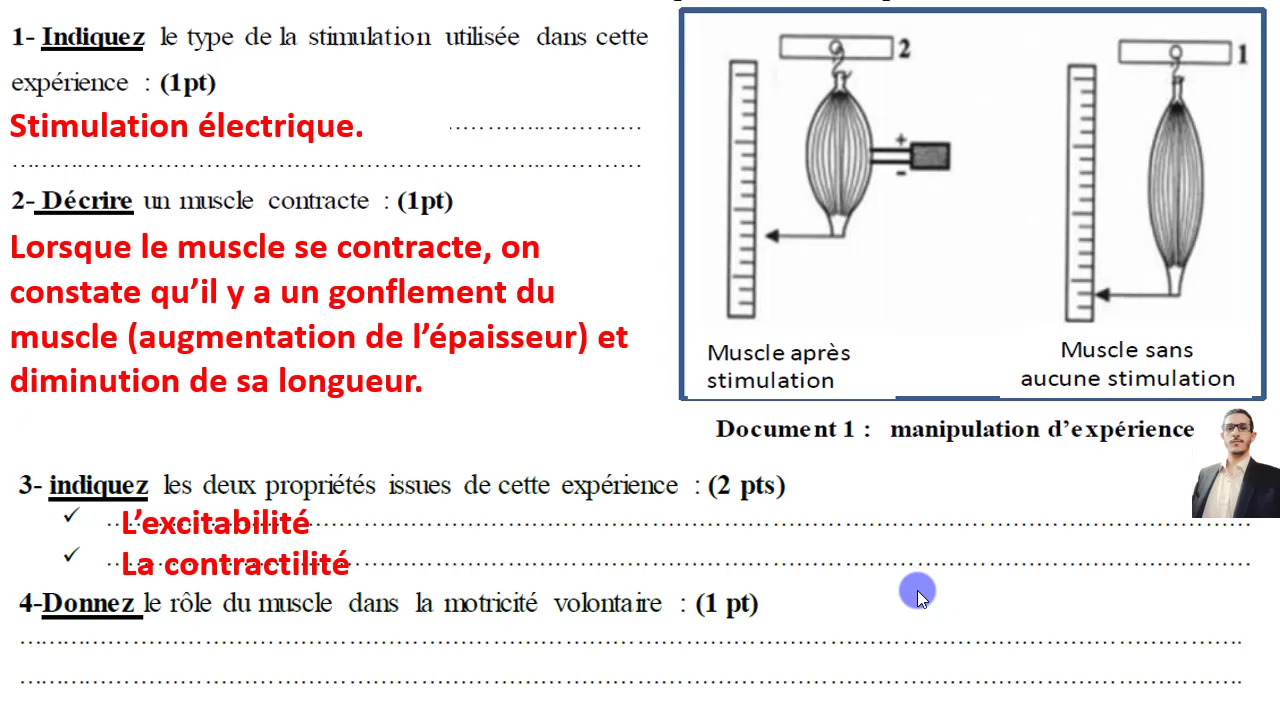 1- Indiquez le type de la stimulation utilisée dans cette
expérience : (1pt)
Stimulation électrique. ........................
................................................
2- Décrire un muscle contracte : (1pt)
Lorsque le muscle se contracte, on
constate qu'il y a un gonflement du
muscle (augmentation de l'épaisseur) et
diminution de sa longueur.
2
1
+
-
Muscle après
stimulation
Muscle sans
aucune stimulation
Document 1 : manipulation d'expérience
3- indiquez les deux propriétés issues de cette expérience : (2 pts)
✓ L'excitabilité
✓ La contractilité
4-Donnez le rôle du muscle dans la motricité volontaire : (1 pt)